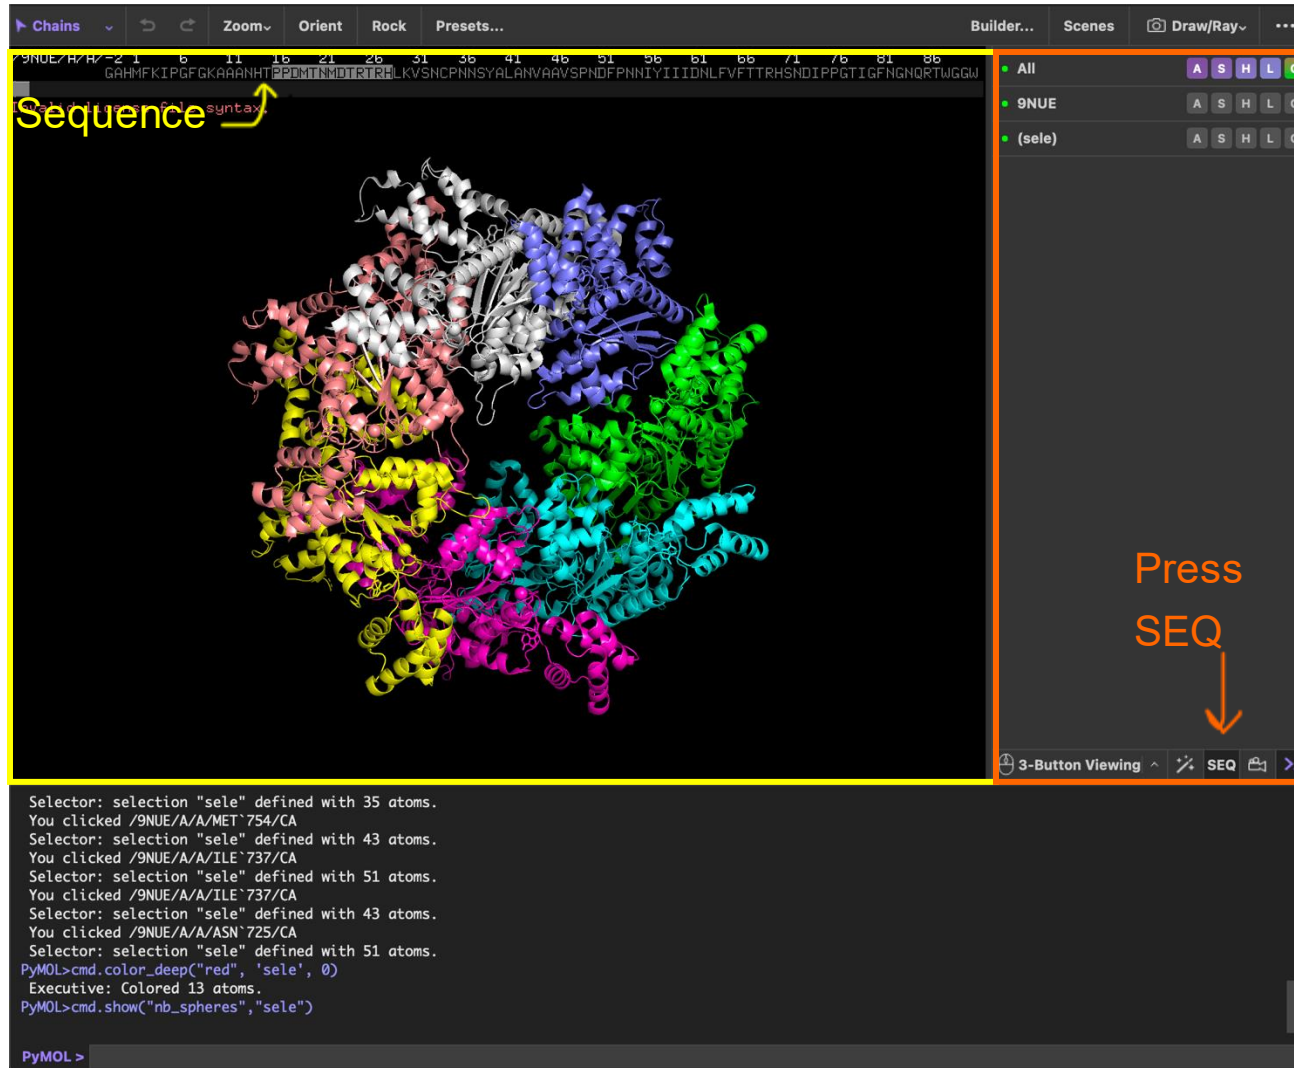 Chains Zoom Orient Rock Presets... Builder... Scenes Draw/Ray ...
/9NUE/A/A/ -2 1 6 11 16 21 26 31 36 41 46 51 56 61 66 71 76 81 86
GAHMFKIPGFGKAAANHTPPDMTNMDTRTRHLKVSNCPNNSYALANVAAVSPNDFPNNIYIIIDNLFVFTTRHSNDIPPGTIGFNGNQRTWGGW
Invalid license file syntax.
Sequence
All A S H L C
9NUE A S H L C
(sele) A S H L C
Press
SEQ
3-Button Viewing SEQ
Selector: selection "sele" defined with 35 atoms.
You clicked /9NUE/A/A/MET`754/CA
Selector: selection "sele" defined with 43 atoms.
You clicked /9NUE/A/A/ILE`737/CA
Selector: selection "sele" defined with 51 atoms.
You clicked /9NUE/A/A/ILE`737/CA
Selector: selection "sele" defined with 43 atoms.
You clicked /9NUE/A/A/ASN`725/CA
Selector: selection "sele" defined with 51 atoms.
PyMOL>cmd.color_deep("red", 'sele', 0)
Executive: Colored 13 atoms.
PyMOL>cmd.show("nb_spheres","sele")
PyMOL >